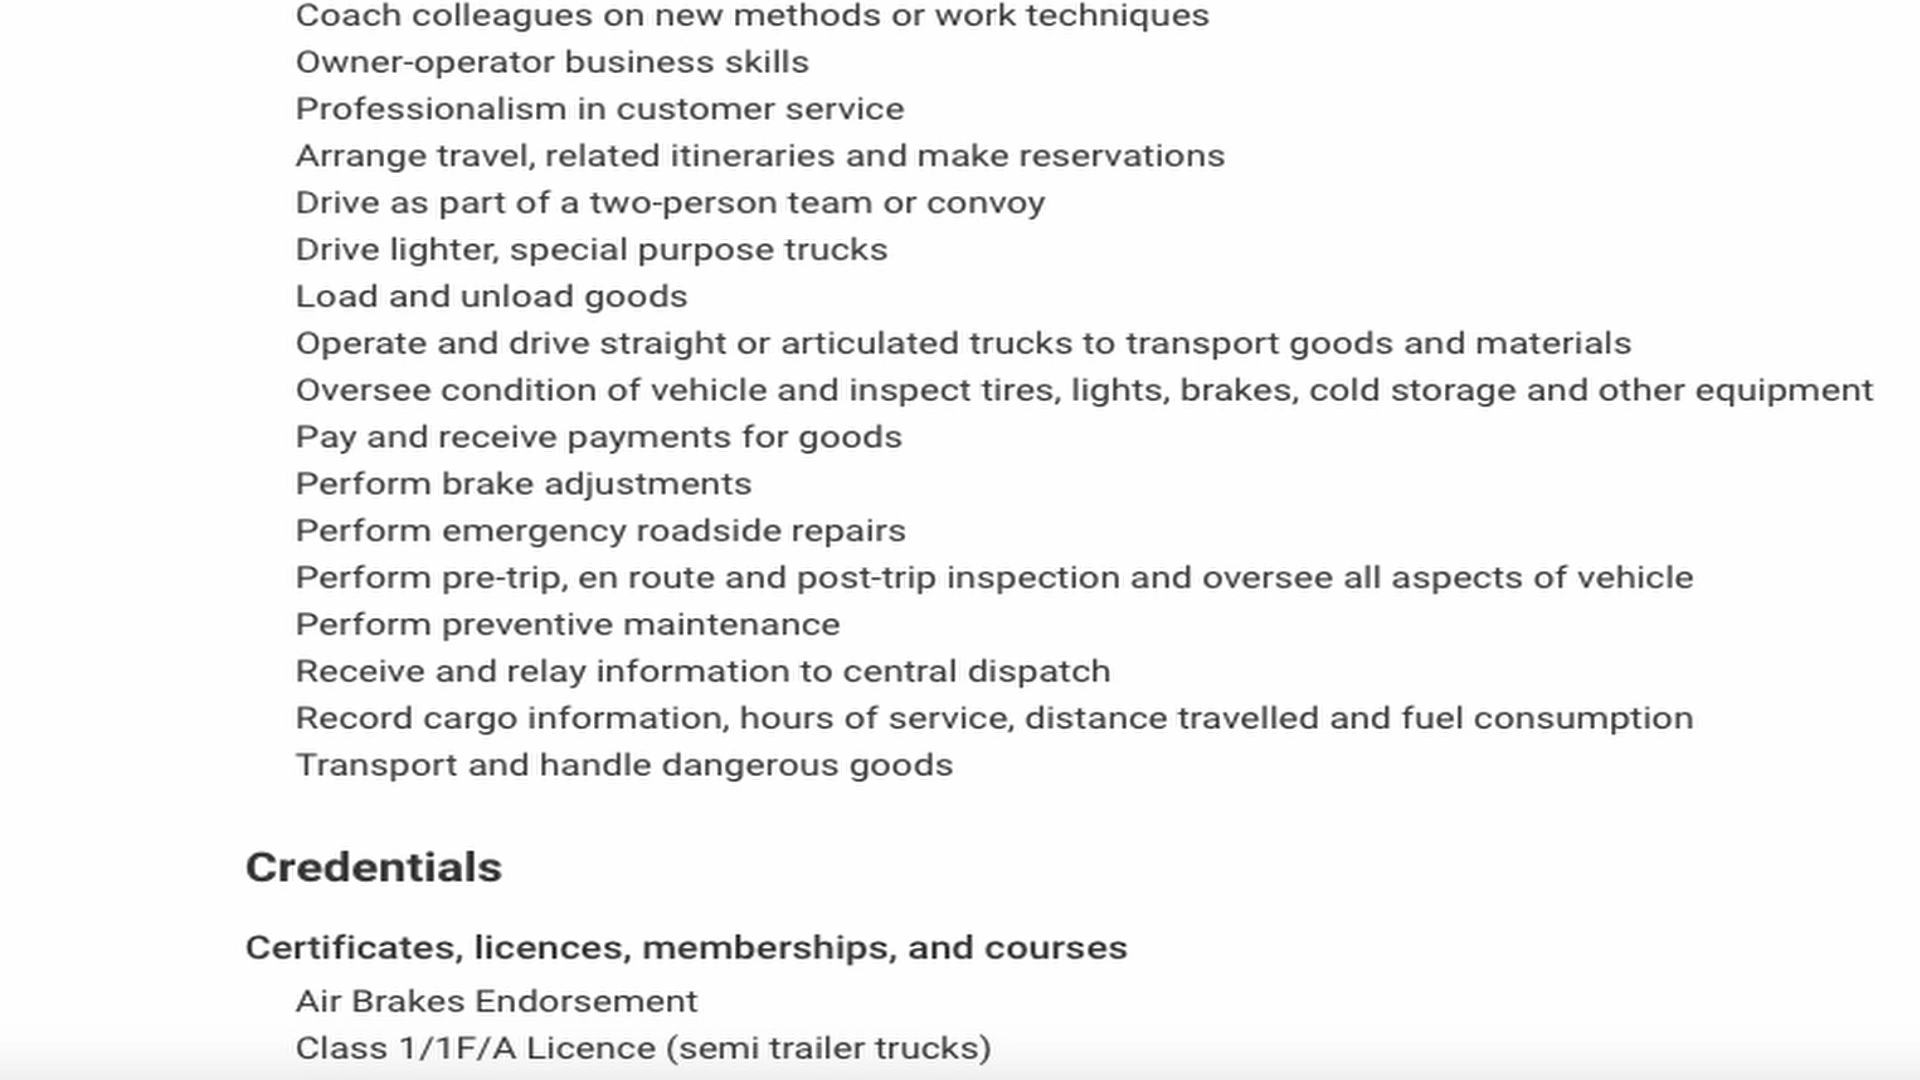 Coach colleagues on new methods or work techniques
Owner-operator business skills
Professionalism in customer service
Arrange travel, related itineraries and make reservations
Drive as part of a two-person team or convoy
Drive lighter, special purpose trucks
Load and unload goods
Operate and drive straight or articulated trucks to transport goods and materials
Oversee condition of vehicle and inspect tires, lights, brakes, cold storage and other equipment
Pay and receive payments for goods
Perform brake adjustments
Perform emergency roadside repairs
Perform pre-trip, en route and post-trip inspection and oversee all aspects of vehicle
Perform preventive maintenance
Receive and relay information to central dispatch
Record cargo information, hours of service, distance travelled and fuel consumption
Transport and handle dangerous goods
Credentials
Certificates, licences, memberships, and courses
Air Brakes Endorsement
Class 1/1F/A Licence (semi trailer trucks)